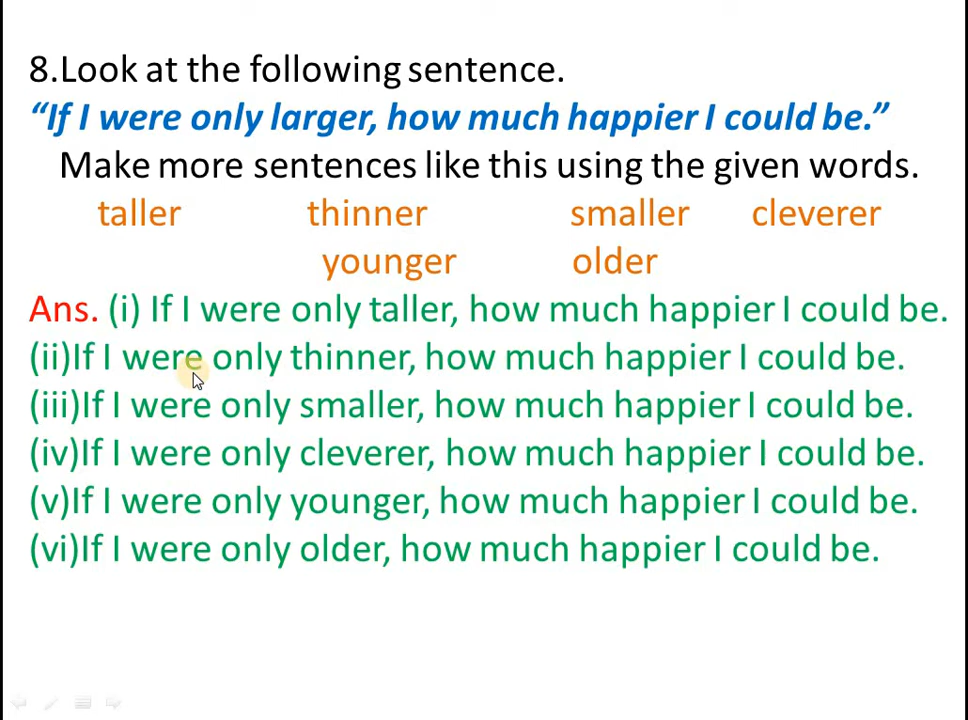 8.Look at the following sentence.
“If I were only larger, how much happier I could be.”
Make more sentences like this using the given words.
taller thinner smaller cleverer
younger older
Ans. (i) If I were only taller, how much happier I could be.
(ii)If I were only thinner, how much happier I could be.
(iii)If I were only smaller, how much happier I could be.
(iv)If I were only cleverer, how much happier I could be.
(v)If I were only younger, how much happier I could be.
(vi)If I were only older, how much happier I could be.